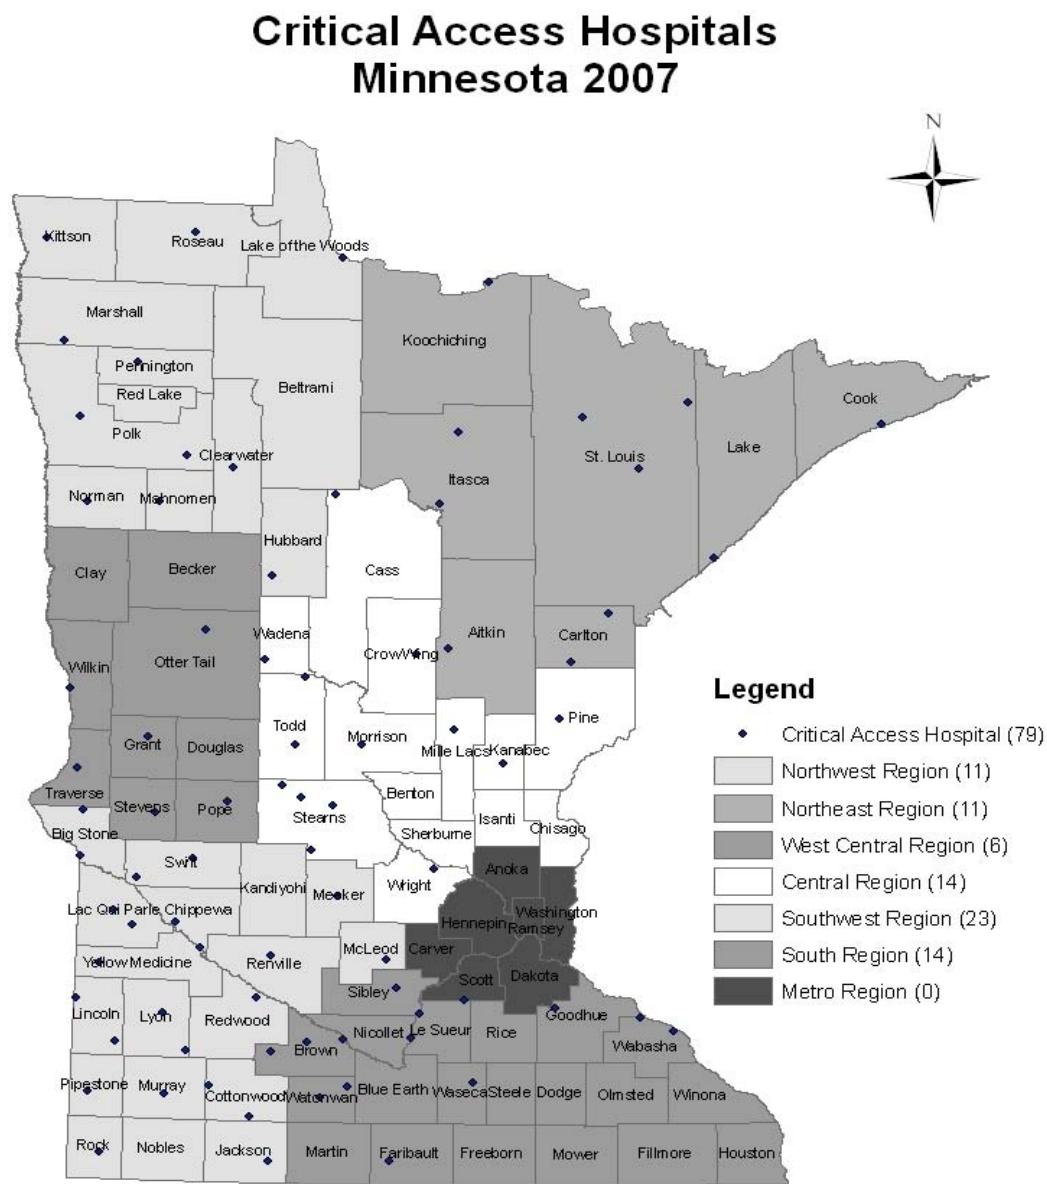 Critical Access Hospitals
Minnesota 2007
N
Kittson
Roseau
Lake of the Woods
Marshall
Koochiching
Pennington
Beltrami
Red Lake
Cook
Polk
Lake
Clearwater
St. Louis
Itasca
Norman
Mahnomen
Hubbard
Clay
Becker
Cass
Wadena
Aitkin
Carlton
CrowWing
Otter Tail
Wilkin
Legend
Pine
Todd
Morrison
Critical Access Hospital (79)
Grant
Douglas
Mille Lacs
Kanabec
Northwest Region (11)
Traverse
Benton
Northeast Region (11)
Stevens
Pope
Stearns
Isanti
Chisago
Big Stone
Sherburne
West Central Region (6)
Swift
Anoka
Central Region (14)
Kandiyohi
Meeker
Wright
Lac Qui Parle
Chippewa
Hennepin
Washington
Ramsey
Southwest Region (23)
McLeod
Carver
South Region (14)
Yellow Medicine
Renville
Scott
Dakota
Metro Region (0)
Sibley
Lincoln
Lyon
Redwood
Nicollet
Le Sueur
Rice
Goodhue
Brown
Wabasha
Pipestone
Murray
Cottonwood
Watonwan
Blue Earth
Waseca
Steele
Dodge
Olmsted
Winona
Rock
Nobles
Jackson
Martin
Faribault
Freeborn
Mower
Fillmore
Houston